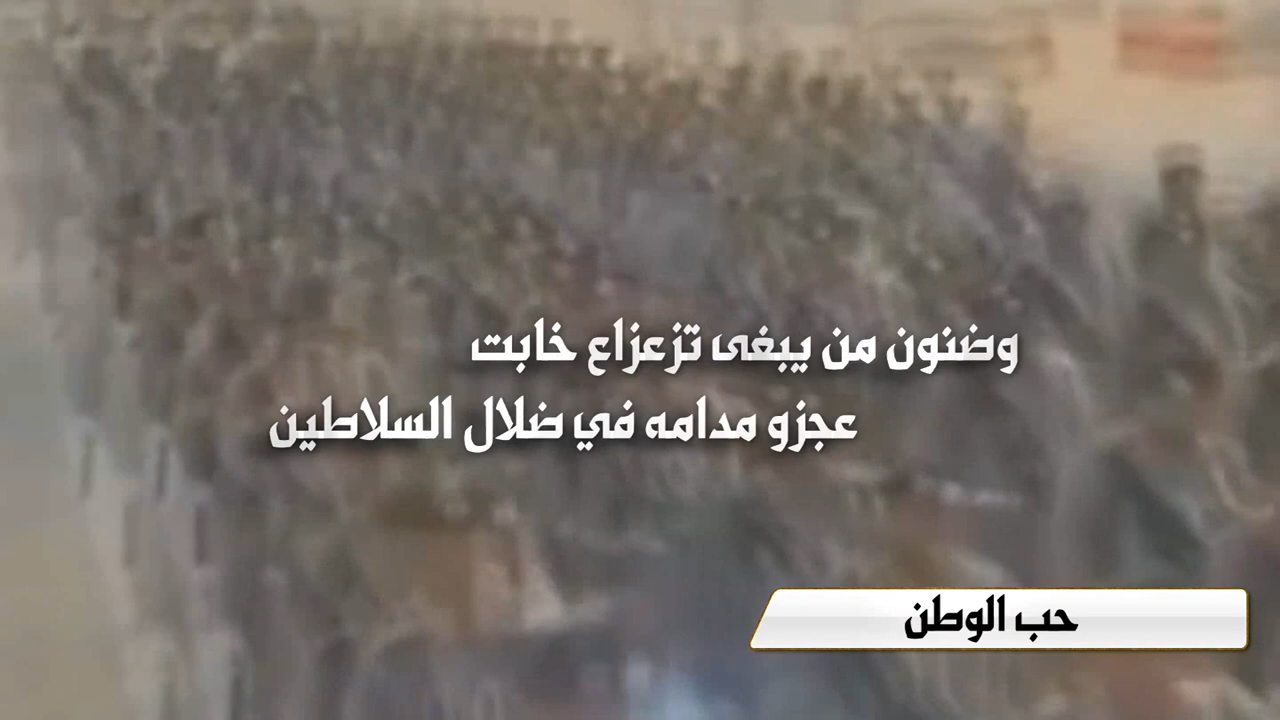 وضنون من يبغى تزعزاع خابت
عجزو مدامه في ضلال السلاطين
حب الوطن